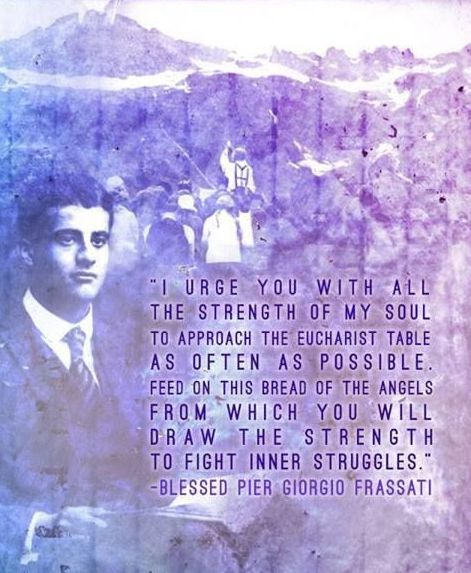 "I URGE YOU WITH ALL
THE STRENGTH OF MY SOUL
TO APPROACH THE EUCHARIST TABLE
AS OFTEN AS POSSIBLE.
FEED ON THIS BREAD OF THE ANGELS
FROM WHICH YOU WILL
DRAW THE STRENGTH
TO FIGHT INNER STRUGGLES."
-BLESSED PIER GIORGIO FRASSATI